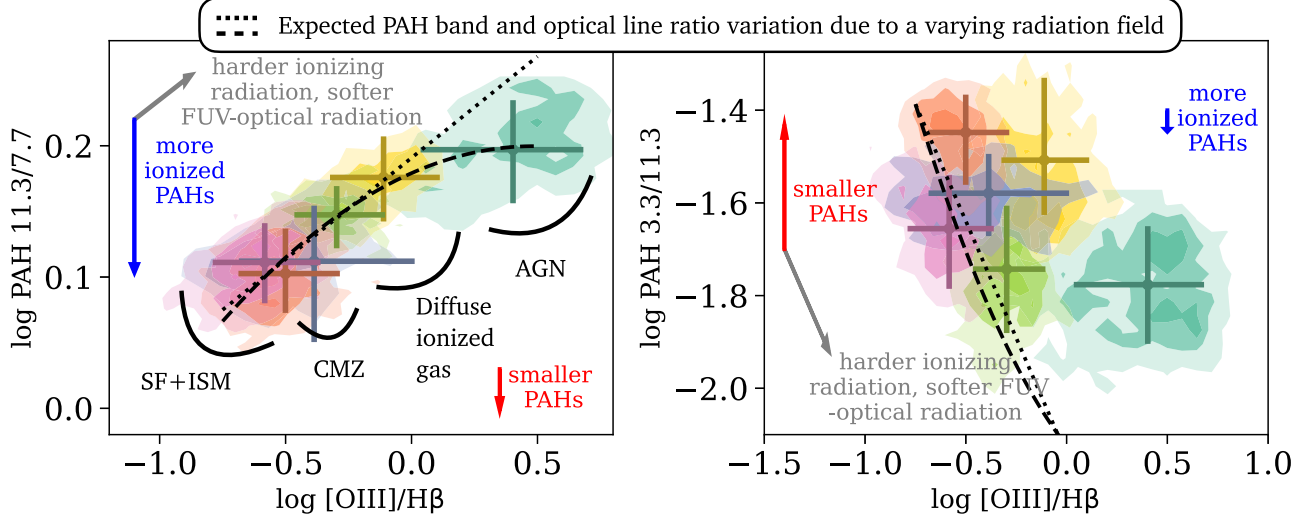 Expected PAH band and optical line ratio variation due to a varying radiation field
harder ionizing
radiation, softer
FUV-optical radiation
more
ionized
PAHs
SF+ISM
CMZ
Diffuse
ionized
gas
AGN
smaller
PAHs
log PAH 11.3/7.7
0.2
0.1
0.0
−1.0
−0.5
0.0
0.5
log [OIII]/Hβ
more
ionized
PAHs
smaller
PAHs
harder ionizing
radiation, softer FUV
-optical radiation
log PAH 3.3/11.3
−1.4
−1.6
−1.8
−2.0
−1.5
−1.0
−0.5
0.0
0.5
1.0
log [OIII]/Hβ